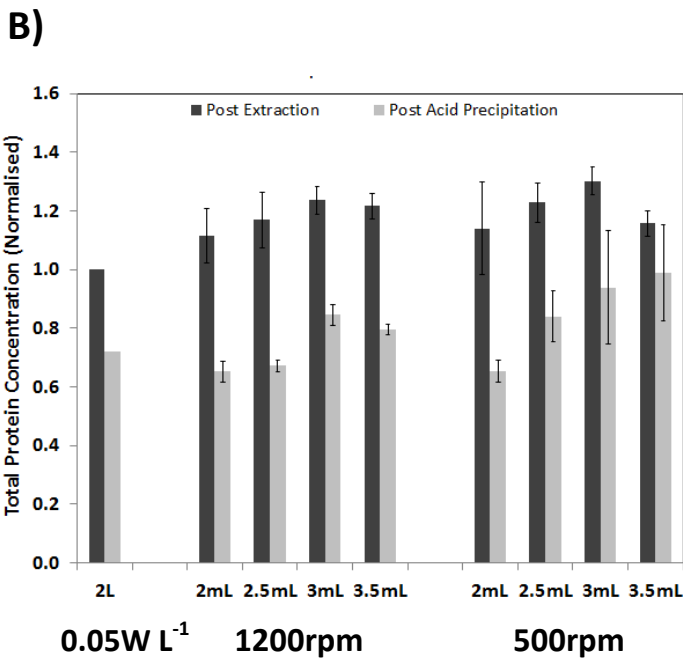 B)
Total Protein Concentration (Normalised)
1.6
1.4
1.2
1.0
0.8
0.6
0.4
0.2
0.0
Post Extraction Post Acid Precipitation
2L 2mL 2.5mL 3mL 3.5mL 2mL 2.5mL 3mL 3.5mL
0.05W L⁻¹ 1200rpm 500rpm